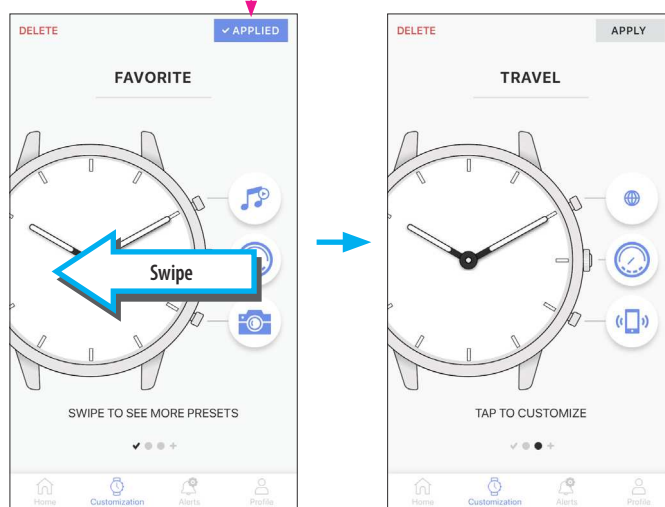 DELETE
✓ APPLIED
FAVORITE
Swipe
SWIPE TO SEE MORE PRESETS
Home Customization Alerts Profile
DELETE
APPLY
TRAVEL
TAP TO CUSTOMIZE
Home Customization Alerts Profile